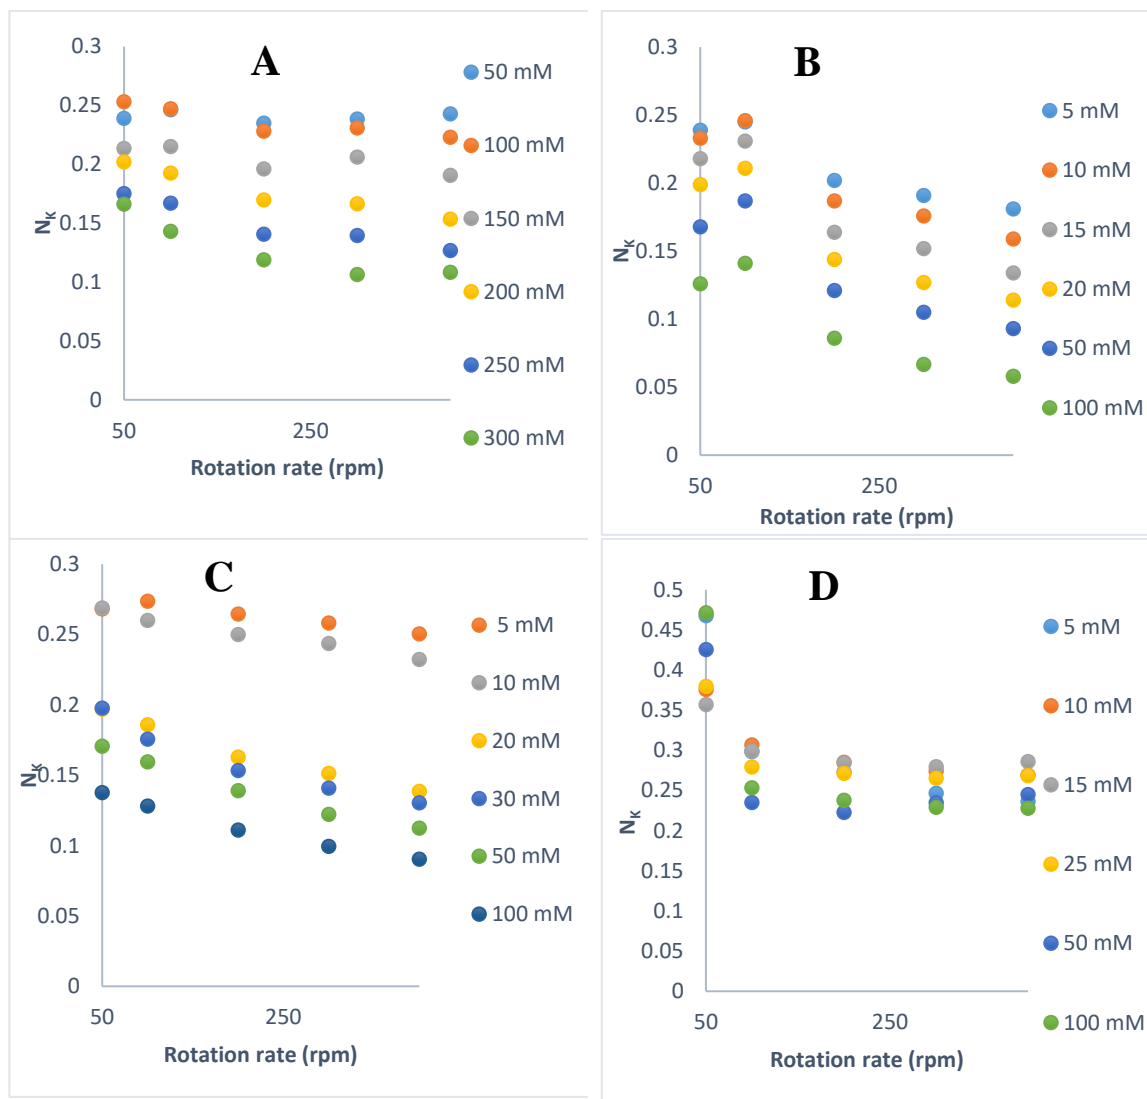 A
0.3
0.25
0.2
0.15
0.1
0.05
0
N_K
50
250
Rotation rate (rpm)
50 mM
100 mM
150 mM
200 mM
250 mM
300 mM
B
0.3
0.25
0.2
0.15
0.1
0.05
0
N_K
50
250
Rotation rate (rpm)
5 mM
10 mM
15 mM
20 mM
50 mM
100 mM
C
0.3
0.25
0.2
0.15
0.1
0.05
0
N_K
50
250
Rotation rate (rpm)
5 mM
10 mM
20 mM
30 mM
50 mM
100 mM
D
0.5
0.45
0.4
0.35
0.3
0.25
0.2
0.15
0.1
0.05
0
N_K
50
250
Rotation rate (rpm)
5 mM
10 mM
15 mM
25 mM
50 mM
100 mM